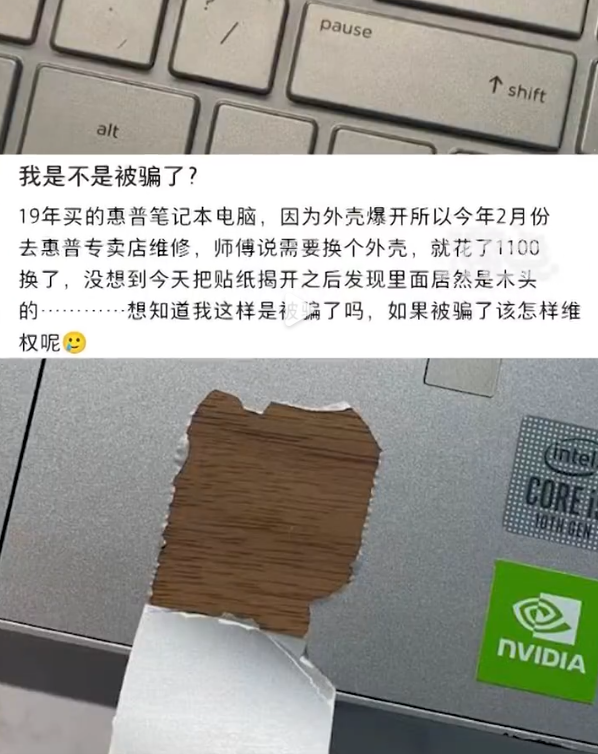 ?
/
pause
↑ shift
alt
我是不是被骗了?
19年买的惠普笔记本电脑，因为外壳爆开所以今年2月份
去惠普专卖店维修，师傅说需要换个外壳，就花了1100
换了，没想到今天把贴纸揭开之后发现里面居然是木头
的…………想知道我这样是被骗了吗，如果被骗了该怎样维
权呢🥲
intel
CORE i
10TH GEN
NVIDIA